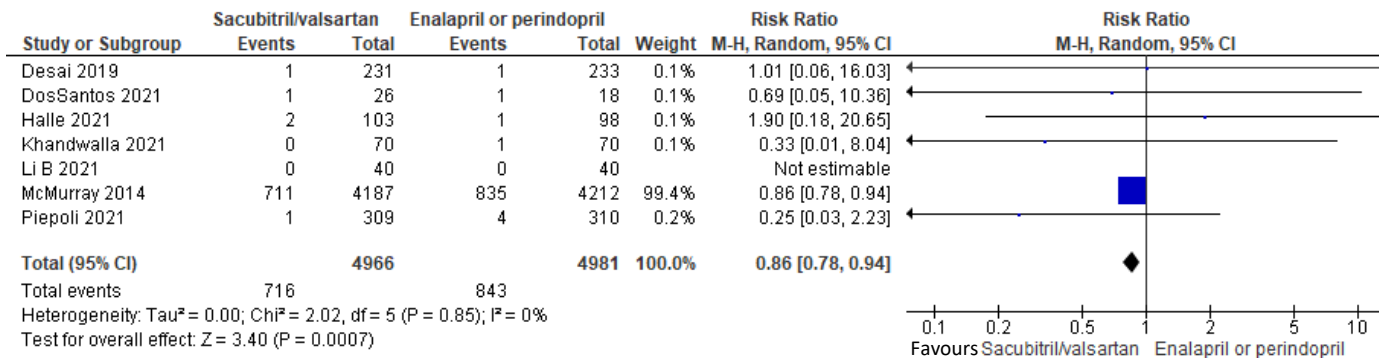 Sacubitril/valsartan Enalapril or perindopril Risk Ratio Risk Ratio
Study or Subgroup Events Total Events Total Weight M-H, Random, 95% CI M-H, Random, 95% CI
Desai 2019 1 231 1 233 0.1% 1.01 [0.06, 16.03]
DosSantos 2021 1 26 1 18 0.1% 0.69 [0.05, 10.36]
Halle 2021 2 103 1 98 0.1% 1.90 [0.18, 20.65]
Khandwalla 2021 0 70 1 70 0.1% 0.33 [0.01, 8.04]
Li B 2021 0 40 0 40 Not estimable
McMurray 2014 711 4187 835 4212 99.4% 0.86 [0.78, 0.94]
Piepoli 2021 1 309 4 310 0.2% 0.25 [0.03, 2.23]
Total (95% CI) 4966 4981 100.0% 0.86 [0.78, 0.94]
Total events 716 843
Heterogeneity: Tau² = 0.00; Chi² = 2.02, df = 5 (P = 0.85); I² = 0%
Test for overall effect: Z = 3.40 (P = 0.0007)
0.1 0.2 0.5 1 2 5 10
Favours Sacubitril/valsartan Enalapril or perindopril